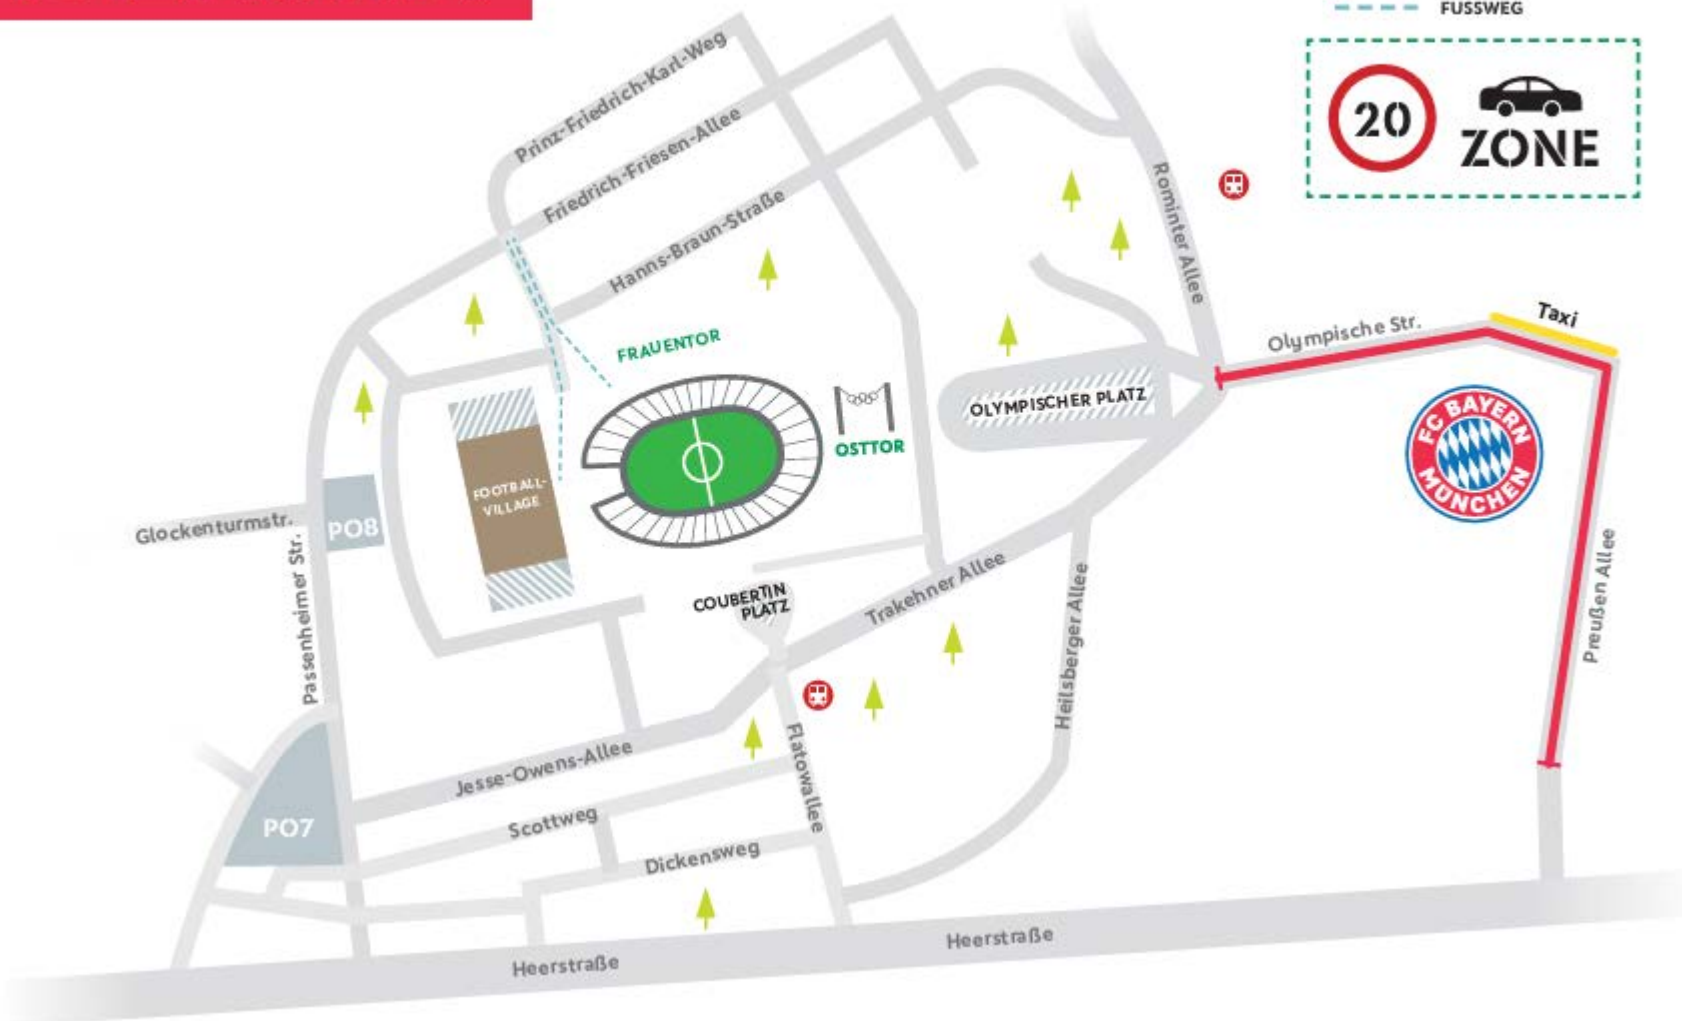 FUSSWEG
20
ZONE
Prinz-Friedrich-Karl-Weg
Friedrich-Friesen-Allee
Hanns-Braun-Straße
Rominter Allee
FRAUENTOR
OSTTOR
OLYMPISCHER PLATZ
Olympische Str.
Taxi
FC BAYERN
MÜNCHEN
FOOTBALL-
VILLAGE
Glockenturmstr.
PO8
Passenheimer Str.
COUBERTIN
PLATZ
Trakehner Allee
Heilsberger Allee
Preußen Allee
Jesse-Owens-Allee
Flatowallee
Scottweg
PO7
Dickensweg
Heerstraße
Heerstraße